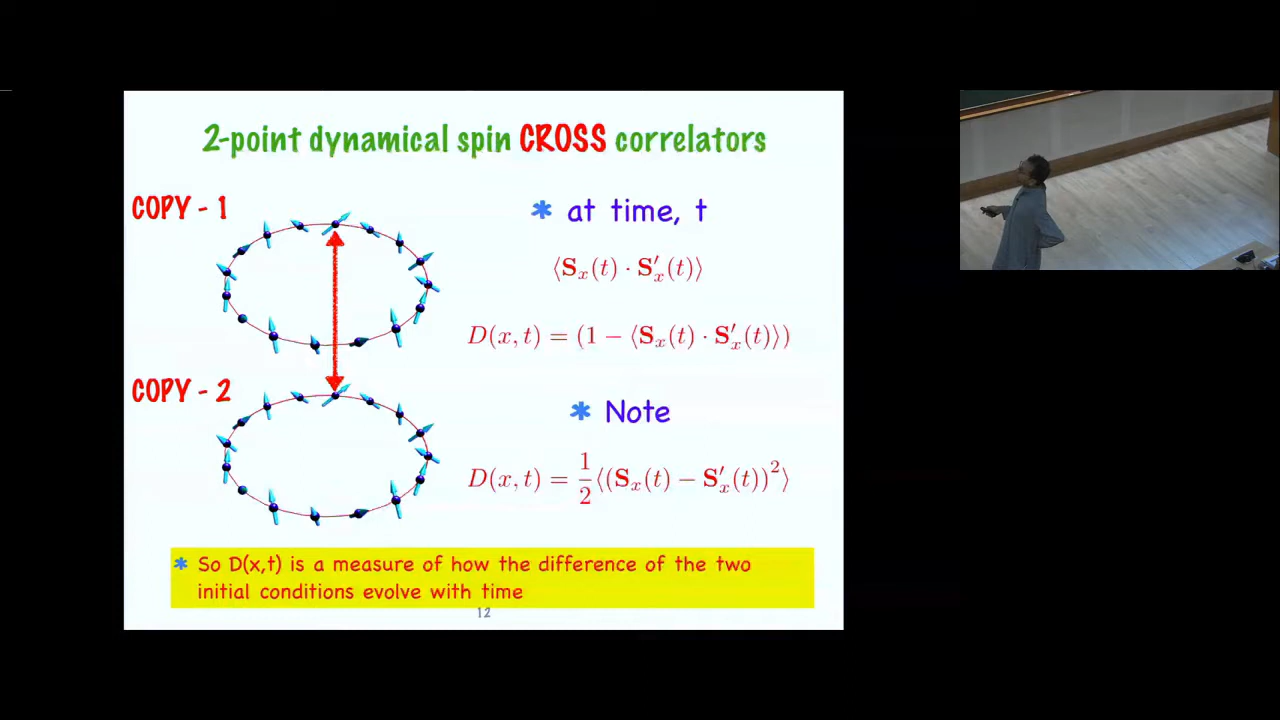 2-point dynamical spin CROSS correlators
COPY - 1
* at time, t
⟨S_x(t) · S′_x(t)⟩
D(x, t) = (1 − ⟨S_x(t) · S′_x(t)⟩)
COPY - 2
* Note
D(x, t) = 1/2 ⟨(S_x(t) − S′_x(t))²⟩
* So D(x,t) is a measure of how the difference of the two
initial conditions evolve with time
12